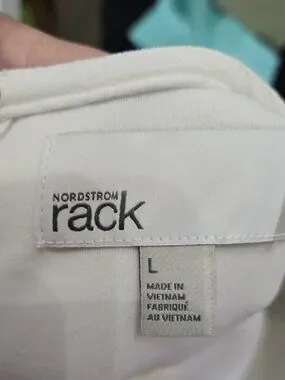 NORDSTROM
rack
L
MADE IN
VIETNAM
FABRIQUÉ
AU VIETNAM